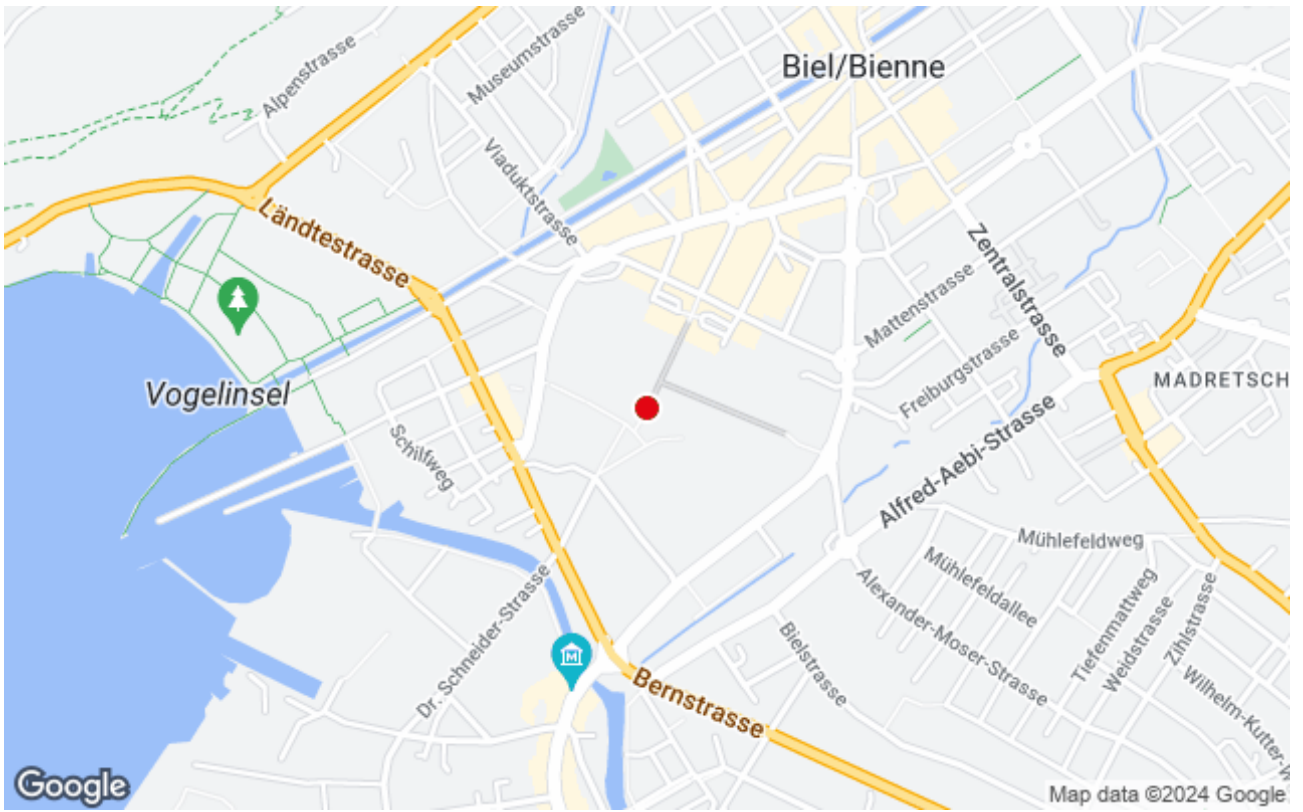 Alpenstrasse
Museumstrasse
Biel/Bienne
Viaduktstrasse
Ländtestrasse
Zentralstrasse
Mattenstrasse
Vogelinsel
Freiburgstrasse
MADRETSCH
Schilfweg
Alfred-Aebi-Strasse
Mühlefeldweg
Mühlefeldallee
Dr. Schneider-Strasse
Alexander-Moser-Strasse
Tiefenmattweg
Weidstrasse
Zihlstrasse
Bielstrasse
M
Bernstrasse
Wilhelm-Kutter-W
Google
Map data ©2024 Google